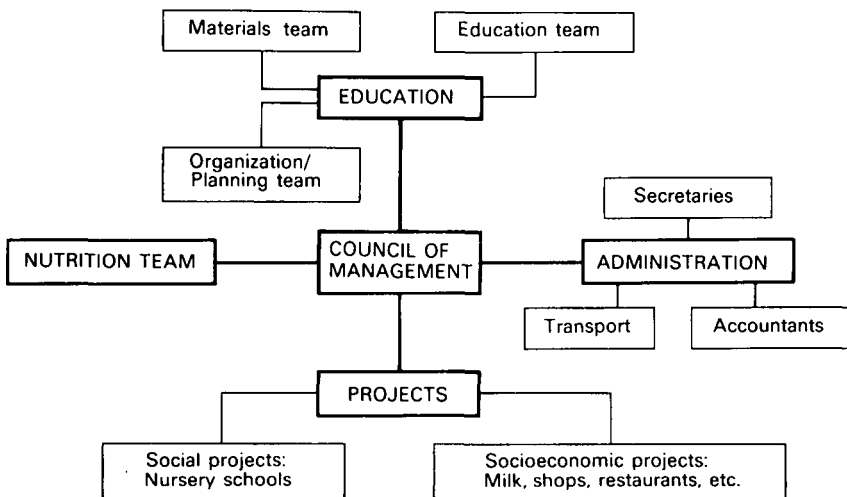 Materials team
Education team
EDUCATION
Organization/
Planning team
Secretaries
NUTRITION TEAM
COUNCIL OF
MANAGEMENT
ADMINISTRATION
Transport
Accountants
PROJECTS
Social projects:
Nursery schools
Socioeconomic projects:
Milk, shops, restaurants, etc.